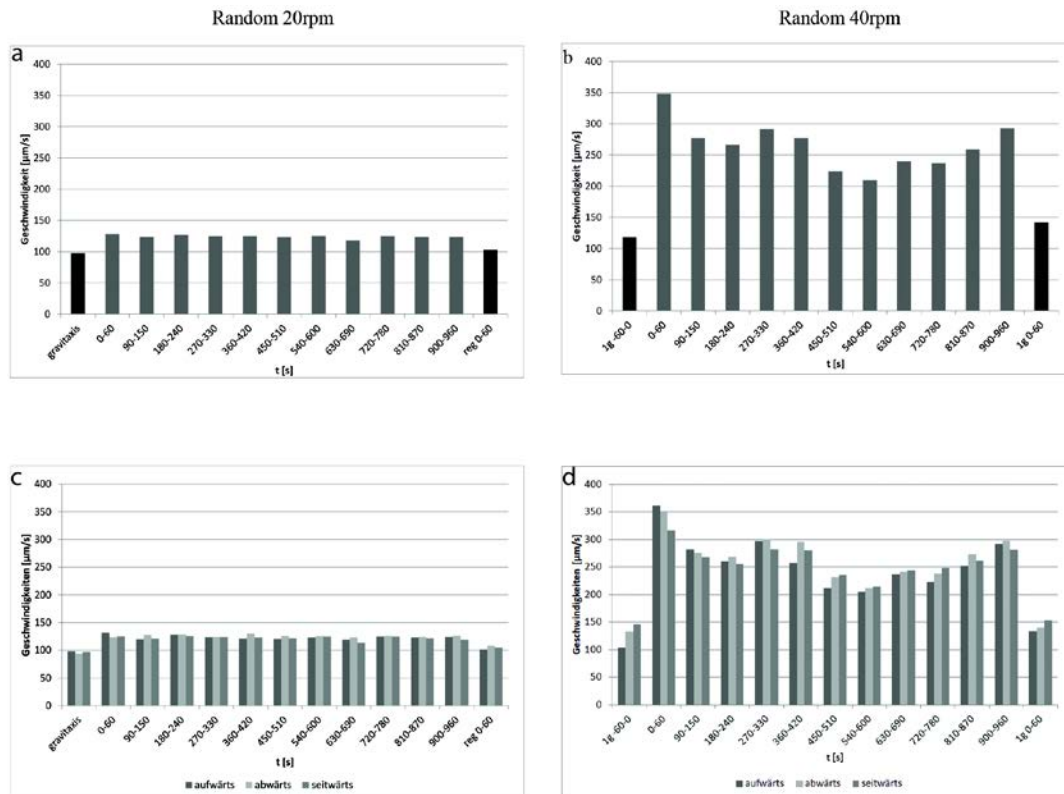 Random 20rpm
Random 40rpm
a
Geschwindigkeit [µm/s]
400
350
300
250
200
150
100
50
0
gravitaxis 0-60 90-150 180-240 270-330 360-420 450-510 540-600 630-690 720-780 810-870 900-960 reg 0-60
t [s]
b
Geschwindigkeit [µm/s]
400
350
300
250
200
150
100
50
0
1g -60-0 0-60 90-150 180-240 270-330 360-420 450-510 540-600 630-690 720-780 810-870 900-960 1g 0-60
t [s]
c
Geschwindigkeiten [µm/s]
400
350
300
250
200
150
100
50
0
gravitaxis 0-60 90-150 180-240 270-330 360-420 450-510 540-600 630-690 720-780 810-870 900-960 reg 0-60
t [s]
aufwärts abwärts seitwärts
d
Geschwindigkeiten [µm/s]
400
350
300
250
200
150
100
50
0
1g -60-0 0-60 90-150 180-240 270-330 360-420 450-510 540-600 630-690 720-780 810-870 900-960 1g 0-60
t [s]
aufwärts abwärts seitwärts